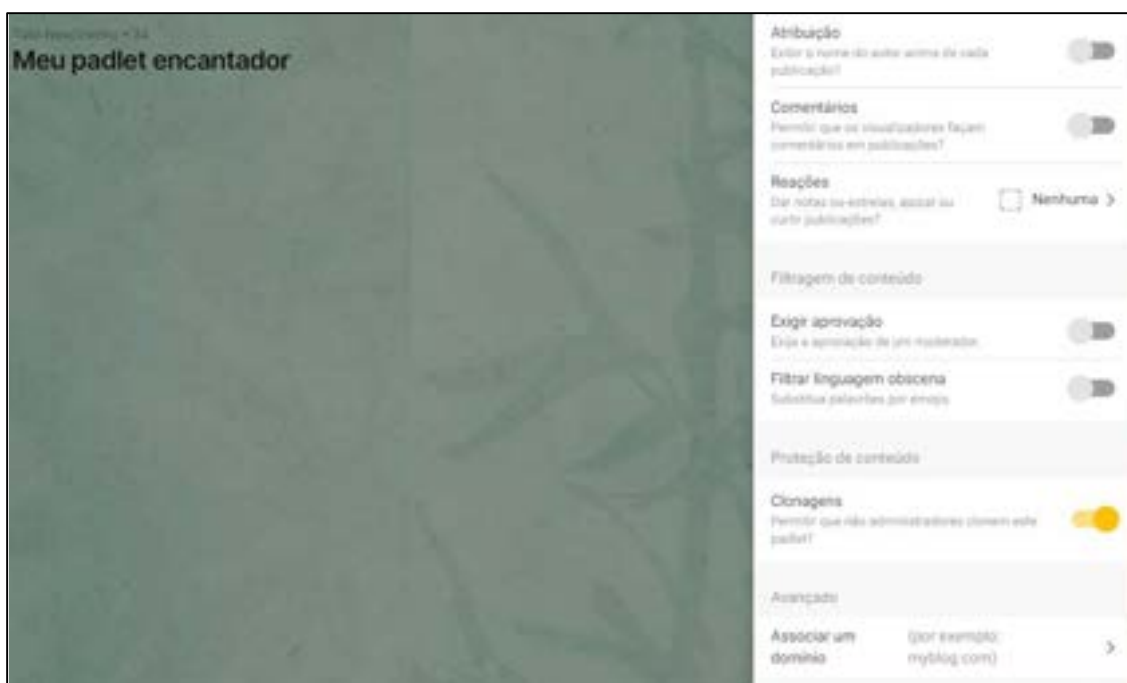 Meu padlet encantador
Atribuição
Exibir o nome do autor acima de cada
publicação?
Comentários
Permitir que os visualizadores façam
comentários em publicações?
Reações
Dar notas ou estrelas, apoiar ou
curtir publicações?
Nenhuma
Filtragem de conteúdo
Exigir aprovação
Exija a aprovação de um moderador.
Filtrar linguagem obscena
Substitua palavrões por emojis.
Proteção de conteúdo
Clonagens
Permitir que não administradores clonem este
padlet?
Avançado
Associar um
domínio
(por exemplo:
myblog.com)